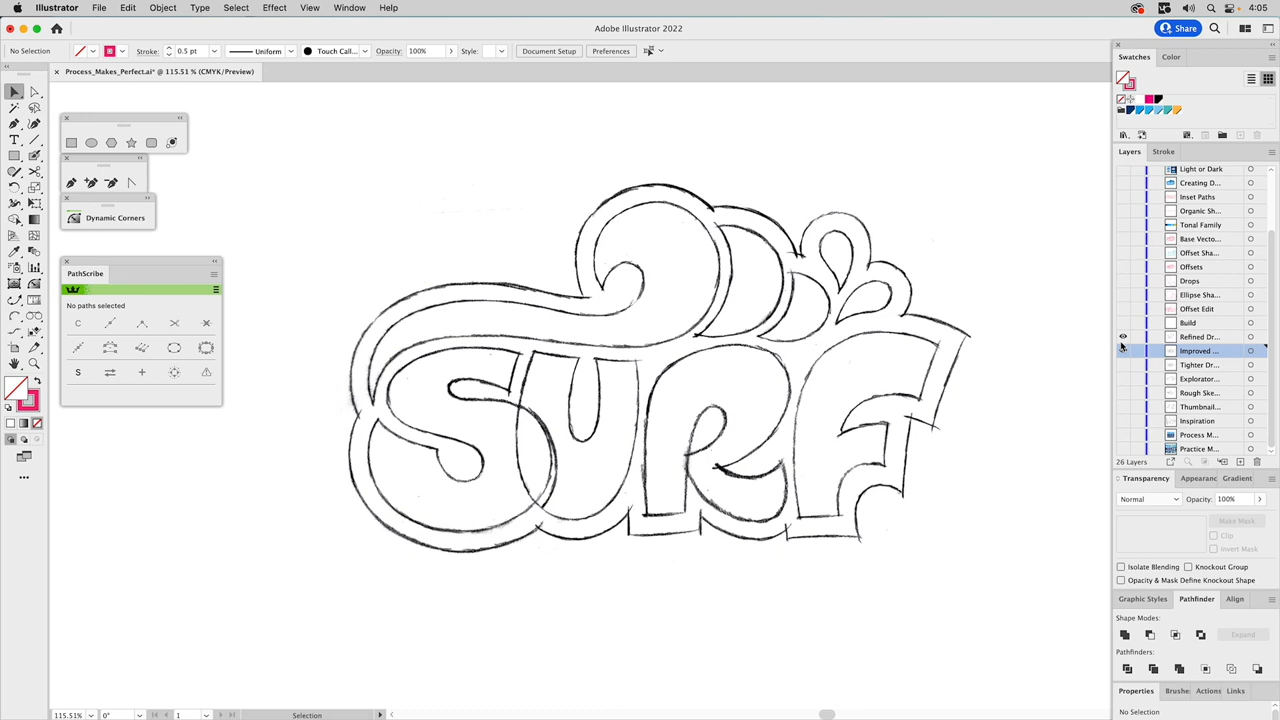 Illustrator File Edit Object Type Select Effect View Window Help 4:05
Adobe Illustrator 2022
Share
No Selection Stroke: 0.5 pt Uniform Touch Call... Opacity: 100% Style: Document Setup Preferences
Process_Makes_Perfect.ai* @ 115.51 % (CMYK/Preview)
Swatches Color
Dynamic Corners
PathScribe
No paths selected
SURF
Layers Stroke
Light or Dark
Creating D...
Inset Paths
Organic Sh...
Tonal Family
Base Vecto...
Offset Sha...
Offsets
Drops
Ellipse Sha...
Offset Edit
Build
Refined Dr...
Improved ...
Tighter Dr...
Explorator...
Rough Ske...
Thumbnail...
Inspiration
Process M...
Practice M...
26 Layers
Transparency Appearanc Gradient
Normal Opacity: 100%
Make Mask
Clip
Invert Mask
Isolate Blending Knockout Group
Opacity & Mask Define Knockout Shape
Graphic Styles Pathfinder Align
Shape Modes:
Expand
Pathfinders:
Properties Brushe Actions Links
No Selection
115.51% 0° 1 Selection